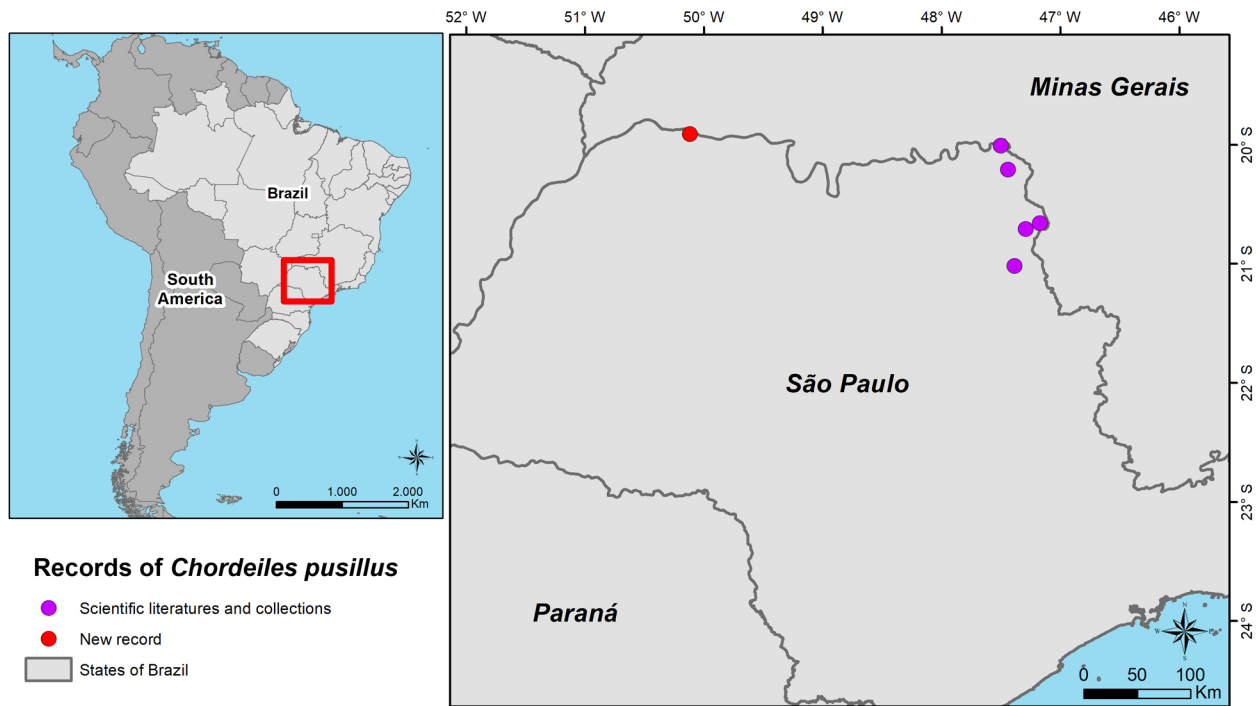 Brazil
South
America
0 1.000 2.000
Km
Records of Chordeiles pusillus
Scientific literatures and collections
New record
States of Brazil
52° W 51° W 50° W 49° W 48° W 47° W 46° W
Minas Gerais
São Paulo
Paraná
20° S
21° S
22° S
23° S
24° S
N
W E
S
0 50 100
Km